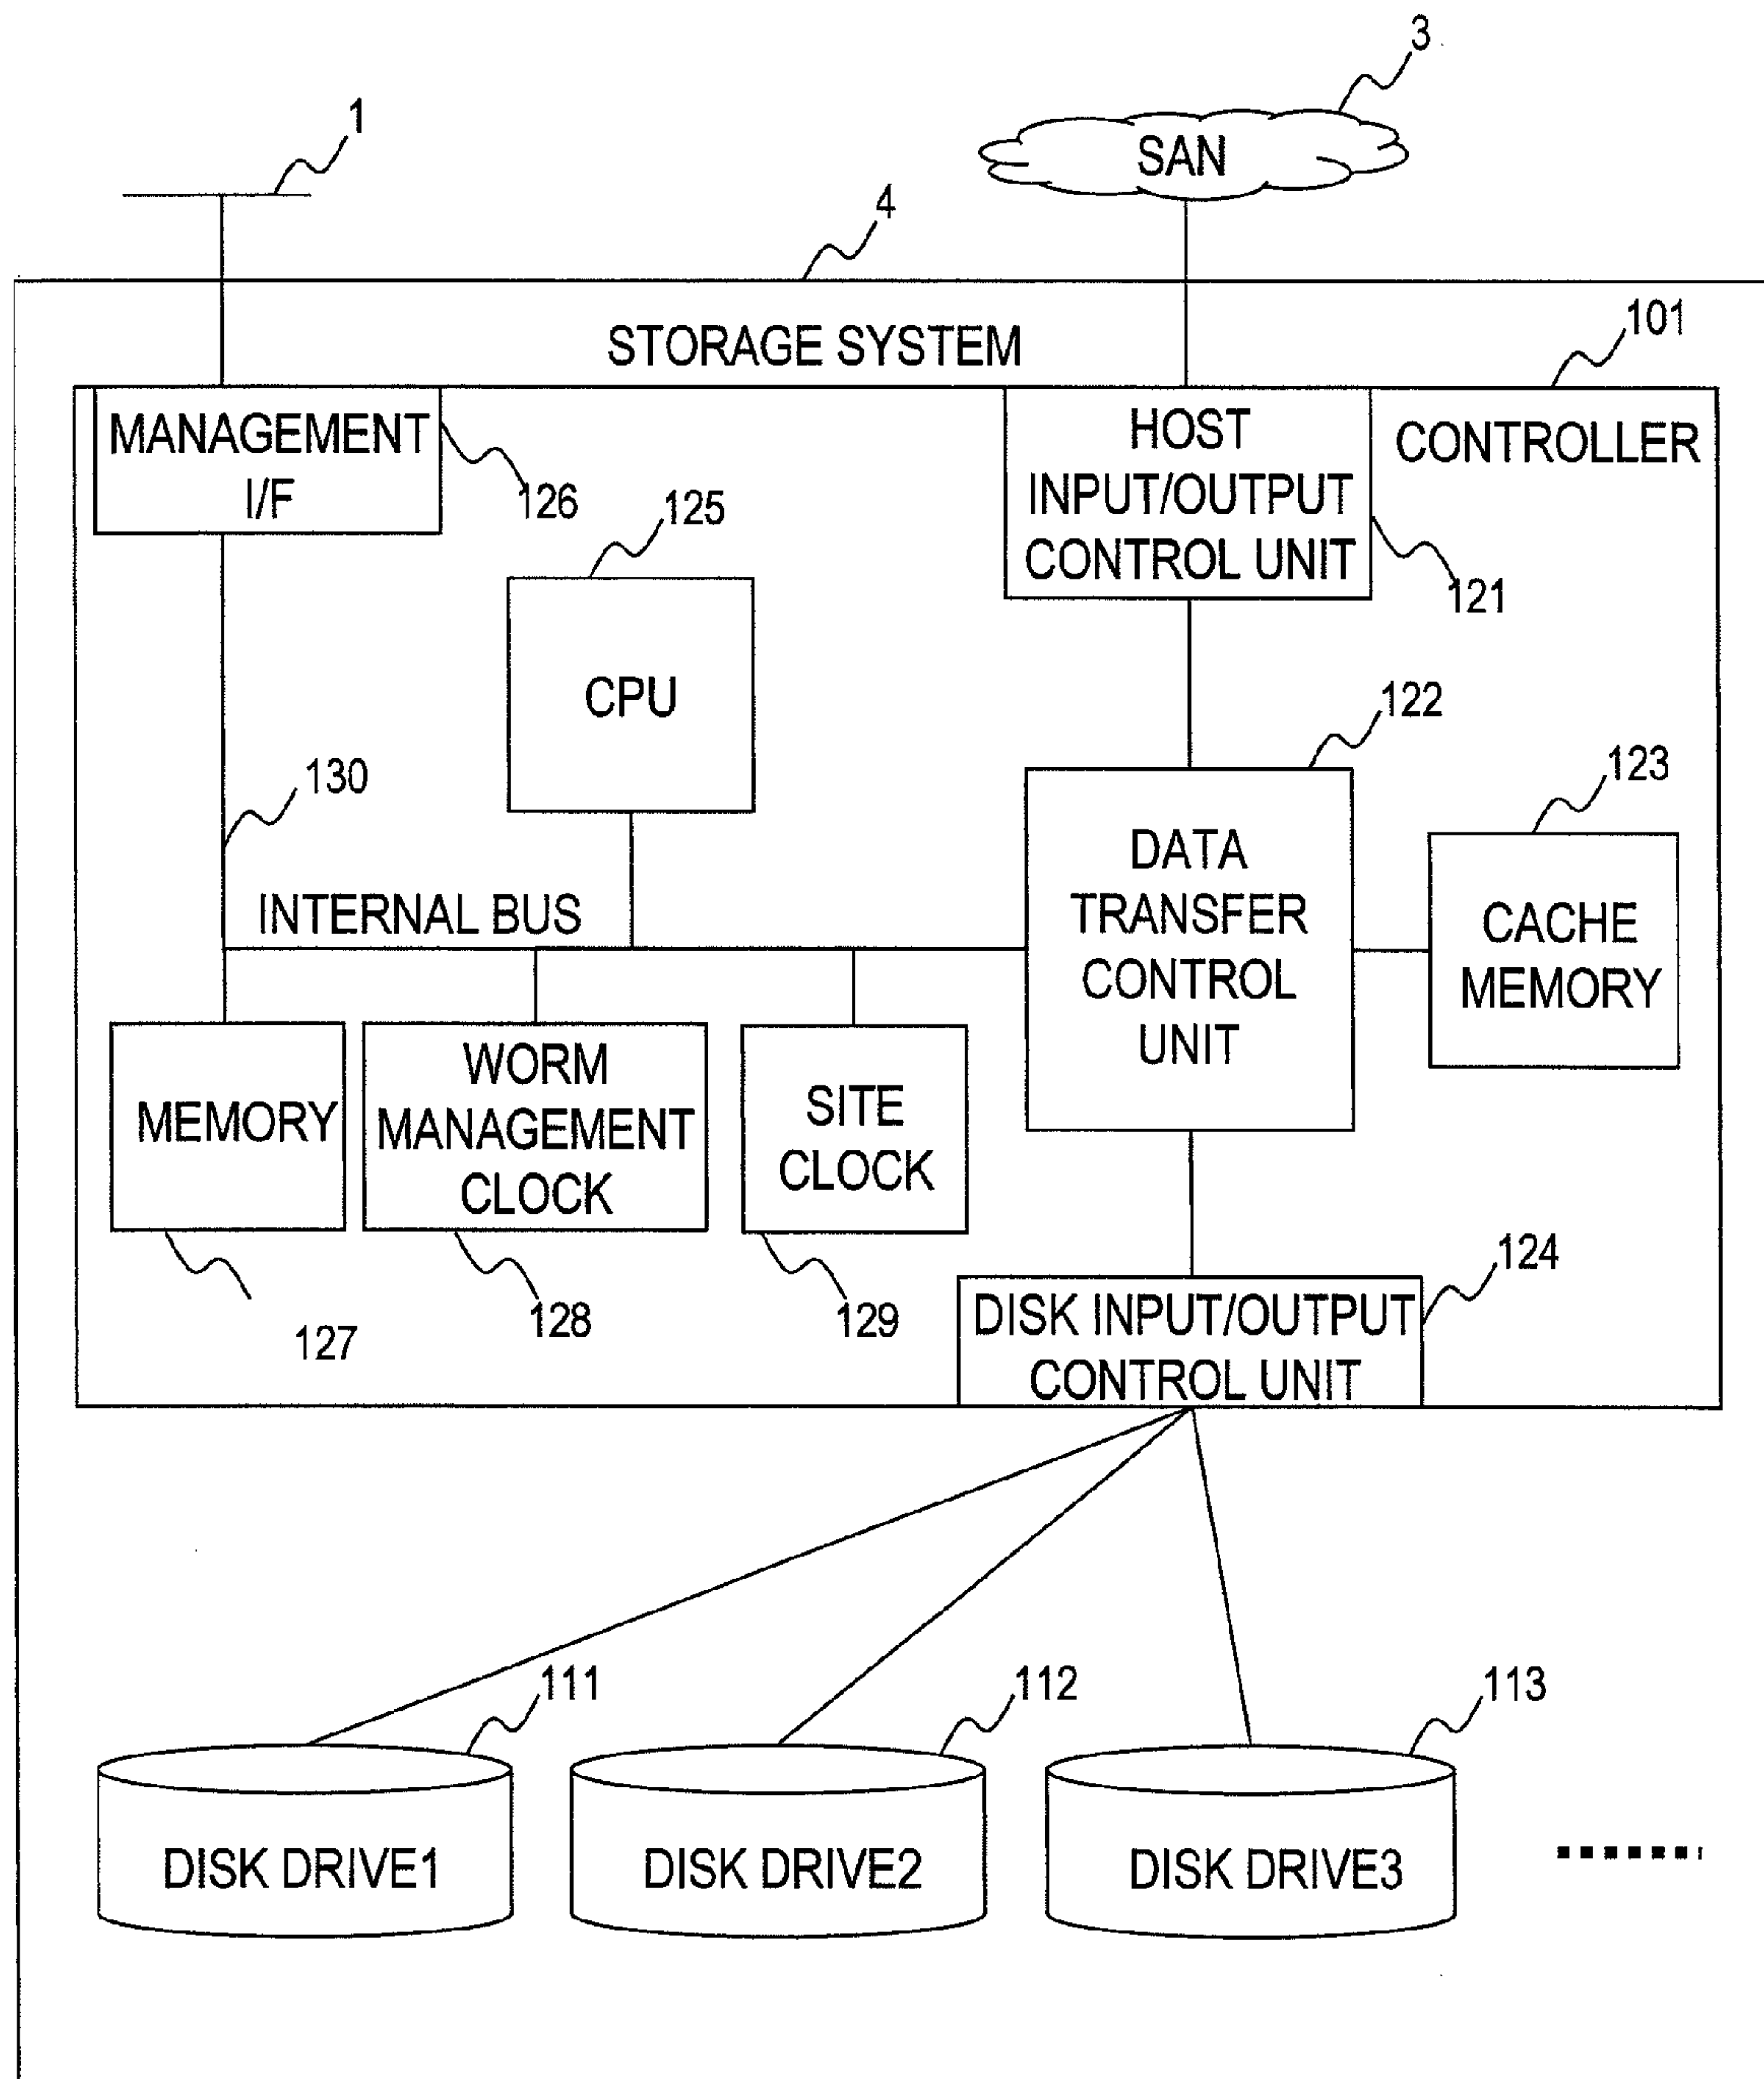 3
1
SAN
4
101
STORAGE SYSTEM
MANAGEMENT
I/F
126
HOST
INPUT/OUTPUT
CONTROL UNIT
121
CONTROLLER
125
CPU
122
130
123
DATA
TRANSFER
CONTROL
UNIT
CACHE
MEMORY
INTERNAL BUS
MEMORY
WORM
MANAGEMENT
CLOCK
SITE
CLOCK
127
128
129
124
DISK INPUT/OUTPUT
CONTROL UNIT
111
112
113
DISK DRIVE1
DISK DRIVE2
DISK DRIVE3